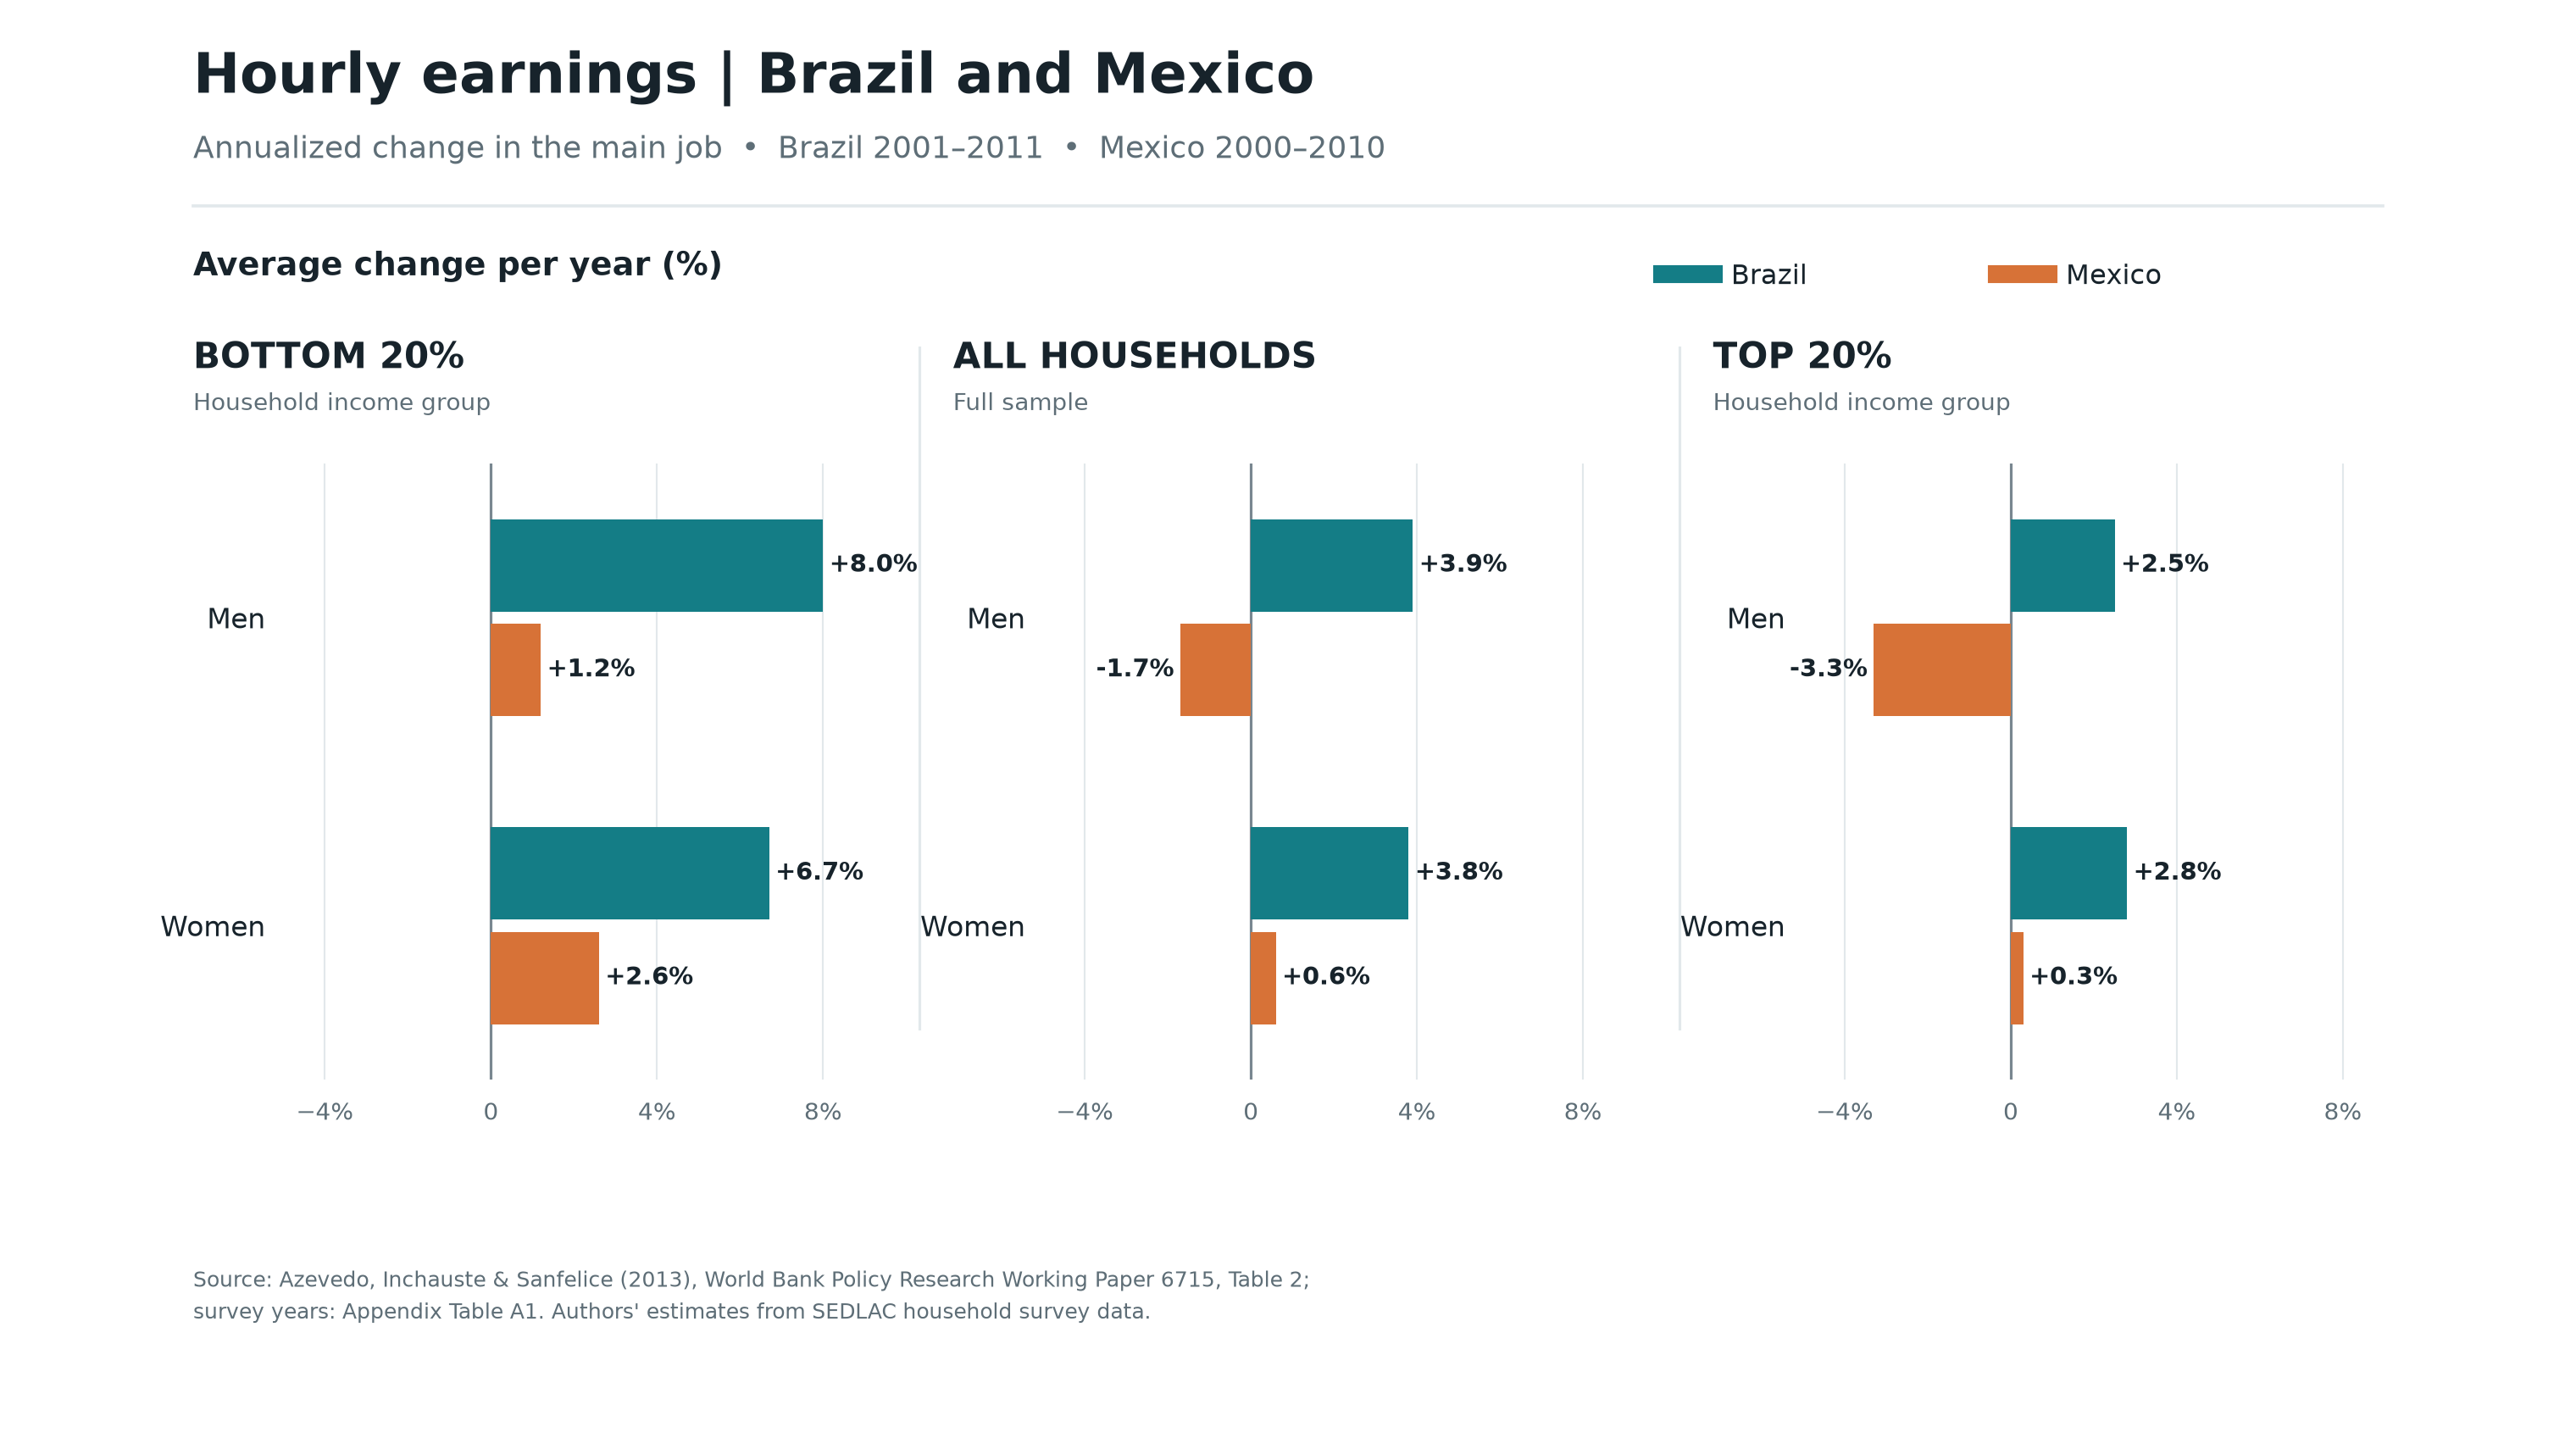 Hourly earnings | Brazil and Mexico
Annualized change in the main job • Brazil 2001–2011 • Mexico 2000–2010
Average change per year (%)
Brazil
Mexico
BOTTOM 20%
Household income group
Men
+8.0%
+1.2%
Women
+6.7%
+2.6%
−4%
0
4%
8%
ALL HOUSEHOLDS
Full sample
Men
+3.9%
-1.7%
Women
+3.8%
+0.6%
−4%
0
4%
8%
TOP 20%
Household income group
Men
+2.5%
-3.3%
Women
+2.8%
+0.3%
−4%
0
4%
8%
Source: Azevedo, Inchauste & Sanfelice (2013), World Bank Policy Research Working Paper 6715, Table 2;
survey years: Appendix Table A1. Authors' estimates from SEDLAC household survey data.